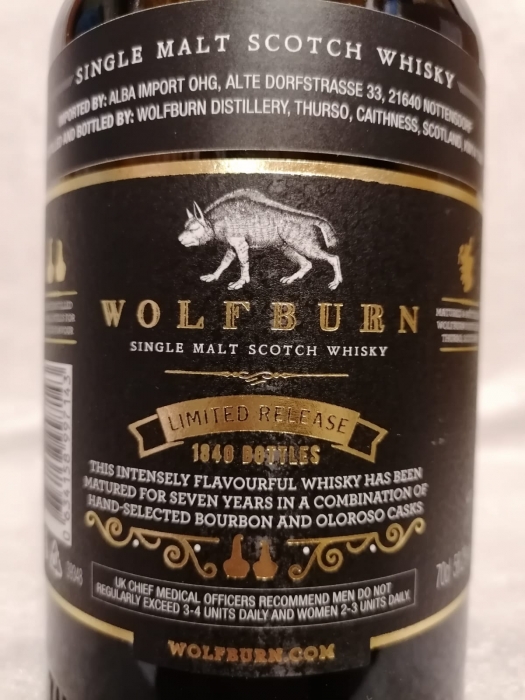 SINGLE MALT SCOTCH WHISKY
IMPORTED BY: ALBA IMPORT OHG, ALTE DORFSTRASSE 33, 21640 NOTTENSDORF
AND BOTTLED BY: WOLFBURN DISTILLERY, THURSO, CAITHNESS, SCOTLAND,
WOLFBURN
SINGLE MALT SCOTCH WHISKY
LIMITED RELEASE
1840 BOTTLES
THIS INTENSELY FLAVOURFUL WHISKY HAS BEEN
MATURED FOR SEVEN YEARS IN A COMBINATION OF
HAND-SELECTED BOURBON AND OLOROSO CASKS
UK CHIEF MEDICAL OFFICERS RECOMMEND MEN DO NOT
REGULARLY EXCEED 3-4 UNITS DAILY AND WOMEN 2-3 UNITS DAILY.
70cl
WOLFBURN.COM